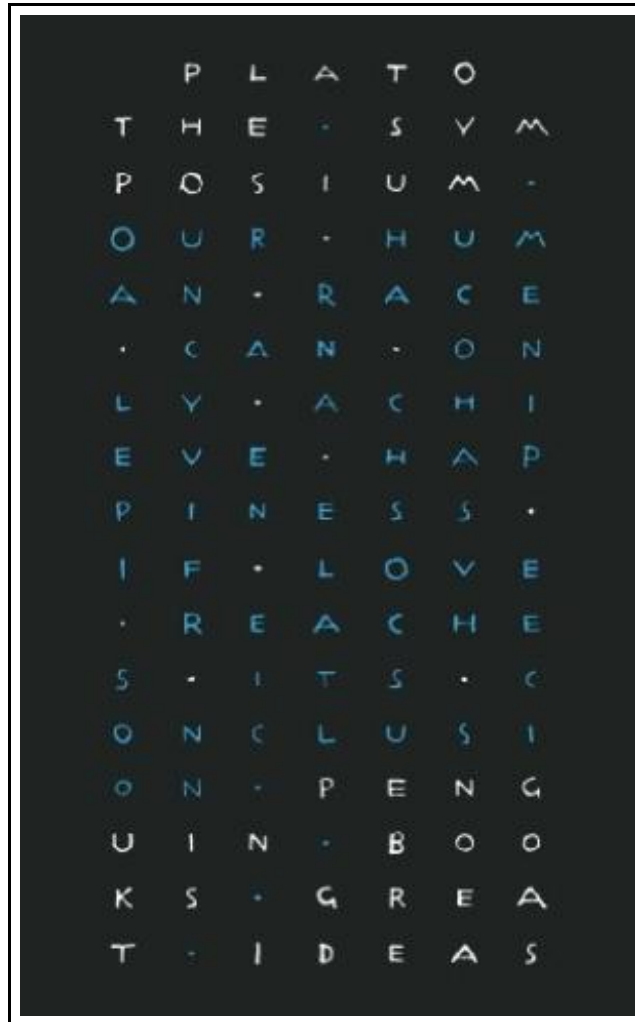 PLATO
THE·SYM
POSIUM·
OUR·HUM
AN·RACE
·CAN·ON
LY·ACHI
EVE·HAP
PINESS·
IF·LOVE
·REACHE
S·ITS·C
ONCLUSI
ON·PENG
UIN·BOO
KS·GREA
T·IDEAS